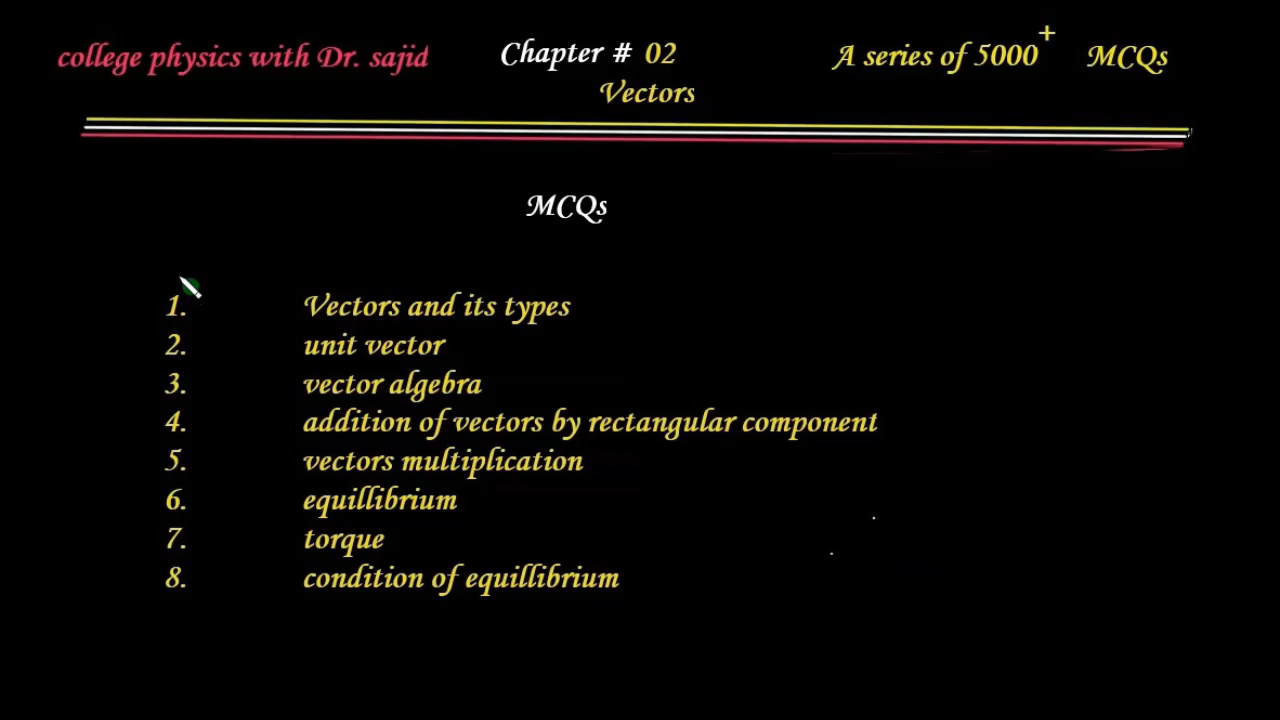 college physics with Dr. sajid Chapter # 02 A series of 5000+ MCQs
Vectors
MCQs
1. Vectors and its types
2. unit vector
3. vector algebra
4. addition of vectors by rectangular component
5. vectors multiplication
6. equillibrium
7. torque
8. condition of equillibrium